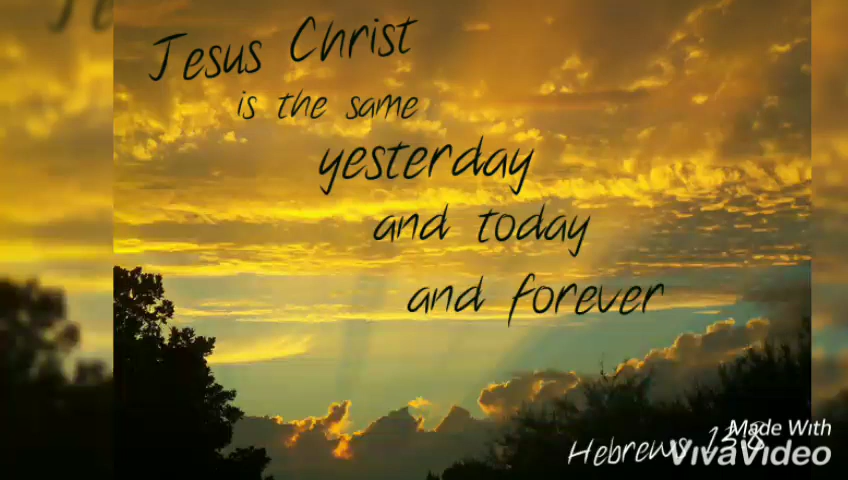 Jesus Christ
is the same
yesterday
and today
and forever
Hebrews 13:8
Made With
VivaVideo